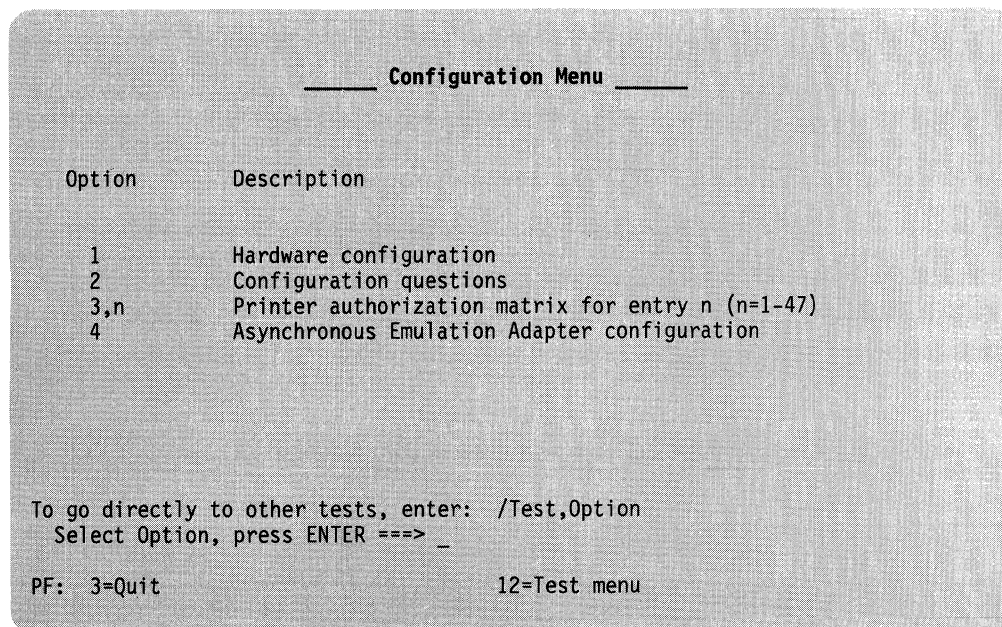 ______ Configuration Menu ______
Option Description
1 Hardware configuration
2 Configuration questions
3,n Printer authorization matrix for entry n (n=1-47)
4 Asynchronous Emulation Adapter configuration
To go directly to other tests, enter: /Test,Option
Select Option, press ENTER ===> _
PF: 3=Quit 12=Test menu